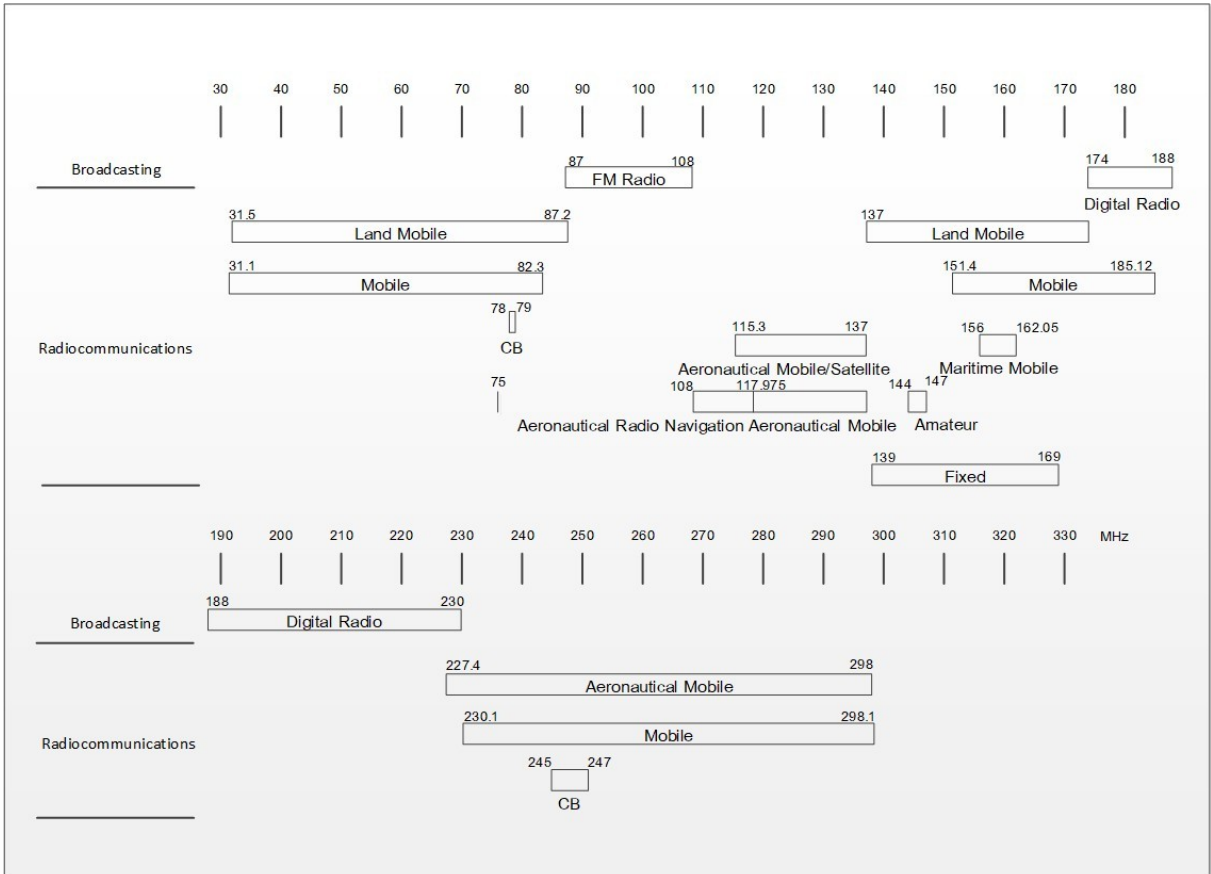 30 40 50 60 70 80 90 100 110 120 130 140 150 160 170 180
Broadcasting
87 108
FM Radio
174 188
Digital Radio
31.5 87.2
Land Mobile
137
Land Mobile
31.1 82.3
Mobile
151.4 185.12
Mobile
78 79
CB
Radiocommunications
115.3 137
Aeronautical Mobile/Satellite
156 162.05
Maritime Mobile
75
108 117.975
Aeronautical Radio Navigation Aeronautical Mobile
144 147
Amateur
139 169
Fixed
190 200 210 220 230 240 250 260 270 280 290 300 310 320 330 MHz
Broadcasting
188 230
Digital Radio
227.4 298
Aeronautical Mobile
Radiocommunications
230.1 298.1
Mobile
245 247
CB